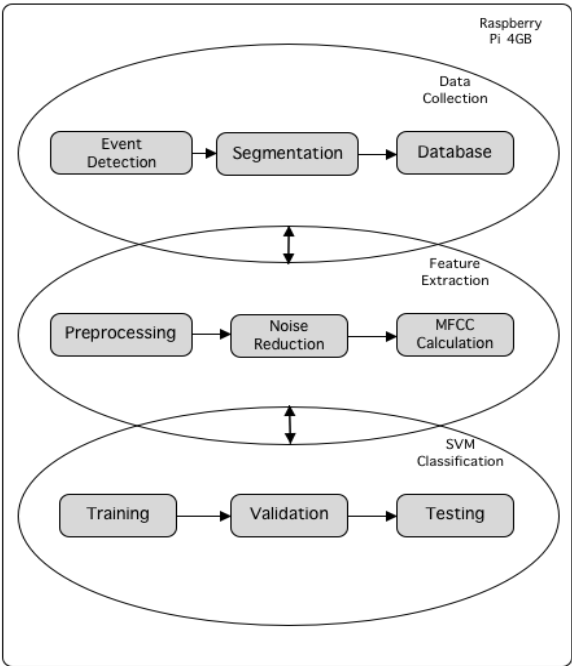 Raspberry
Pi 4GB
Data
Collection
Event
Detection
Segmentation
Database
Feature
Extraction
Preprocessing
Noise
Reduction
MFCC
Calculation
SVM
Classification
Training
Validation
Testing